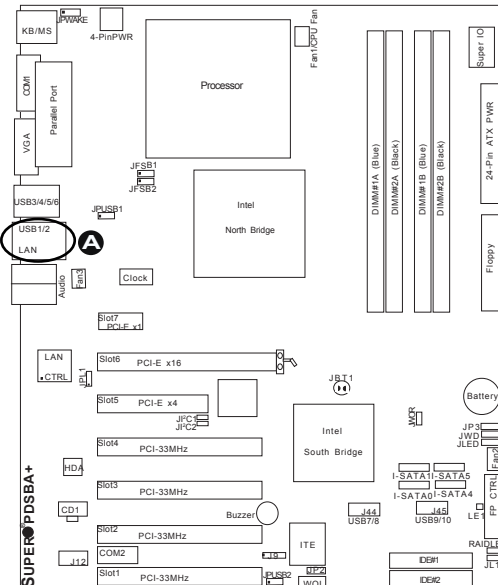 JPWAKE
KB/MS
4-PinPWR
Fan1/CPU Fan
Super IO
COM1
Parallel Port
VGA
Processor
24-Pin ATX PWR
DIMM#1A (Blue)
DIMM#2A (Black)
DIMM#1B (Blue)
DIMM#2B (Black)
JFSB1
JFSB2
USB3/4/5/6
JPUSB1
Intel
North Bridge
USB1/2
LAN
A
Floppy
Audio
Fan3
Clock
Slot7
PCI-E x1
LAN
CTRL
JPL1
Slot6
PCI-E x16
JBT1
Battery
Slot5
PCI-E x4
JI²C1
JI²C2
JWOR
JP3
JWD
JLED
Intel
South Bridge
Slot4
PCI-33MHz
Fan2
HDA
I-SATA1
I-SATA5
I-SATA0
I-SATA4
Slot3
PCI-33MHz
FP CTRL
CD1
Buzzer
J44
USB7/8
J45
USB9/10
LE1
SUPER PDSBA+
Slot2
PCI-33MHz
ITE
RAIDLE
J12
COM2
J9
IDE#1
Slot1
PCI-33MHz
JPUSB2
JP2
WOL
IDE#2